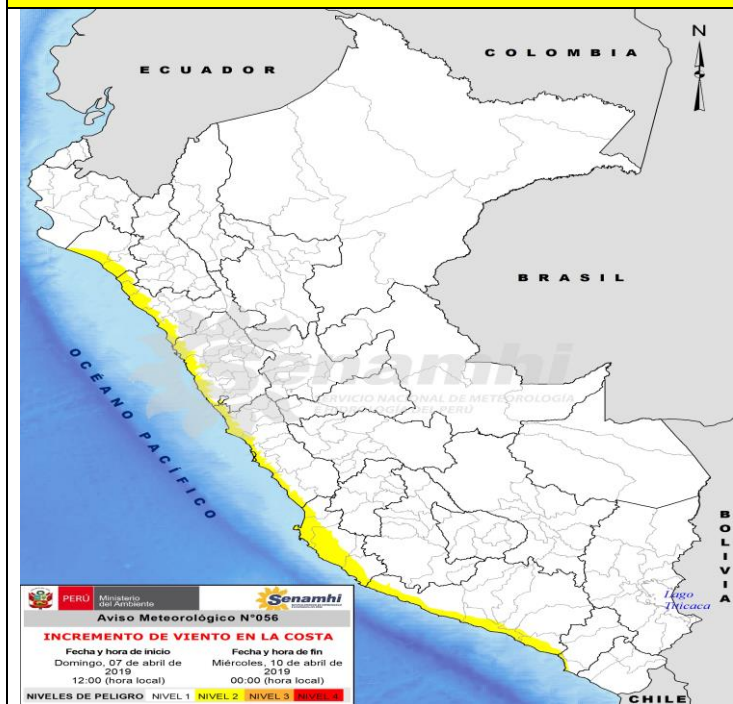 COLOMBIA
N
ECUADOR
BRASIL
Senamhi
SERVICIO NACIONAL DE METEOROLOGÍA
DEL PERÚ
OCÉANO PACÍFICO
BOLIVIA
Lago
Titicaca
PERÚ Ministerio
del Ambiente
Senamhi
Aviso Meteorológico N°056
INCREMENTO DE VIENTO EN LA COSTA
Fecha y hora de inicio Fecha y hora de fin
Domingo, 07 de abril de Miércoles, 10 de abril de
2019 2019
12:00 (hora local) 00:00 (hora local)
NIVELES DE PELIGRO NIVEL 1 NIVEL 2 NIVEL 3 NIVEL 4
CHILE